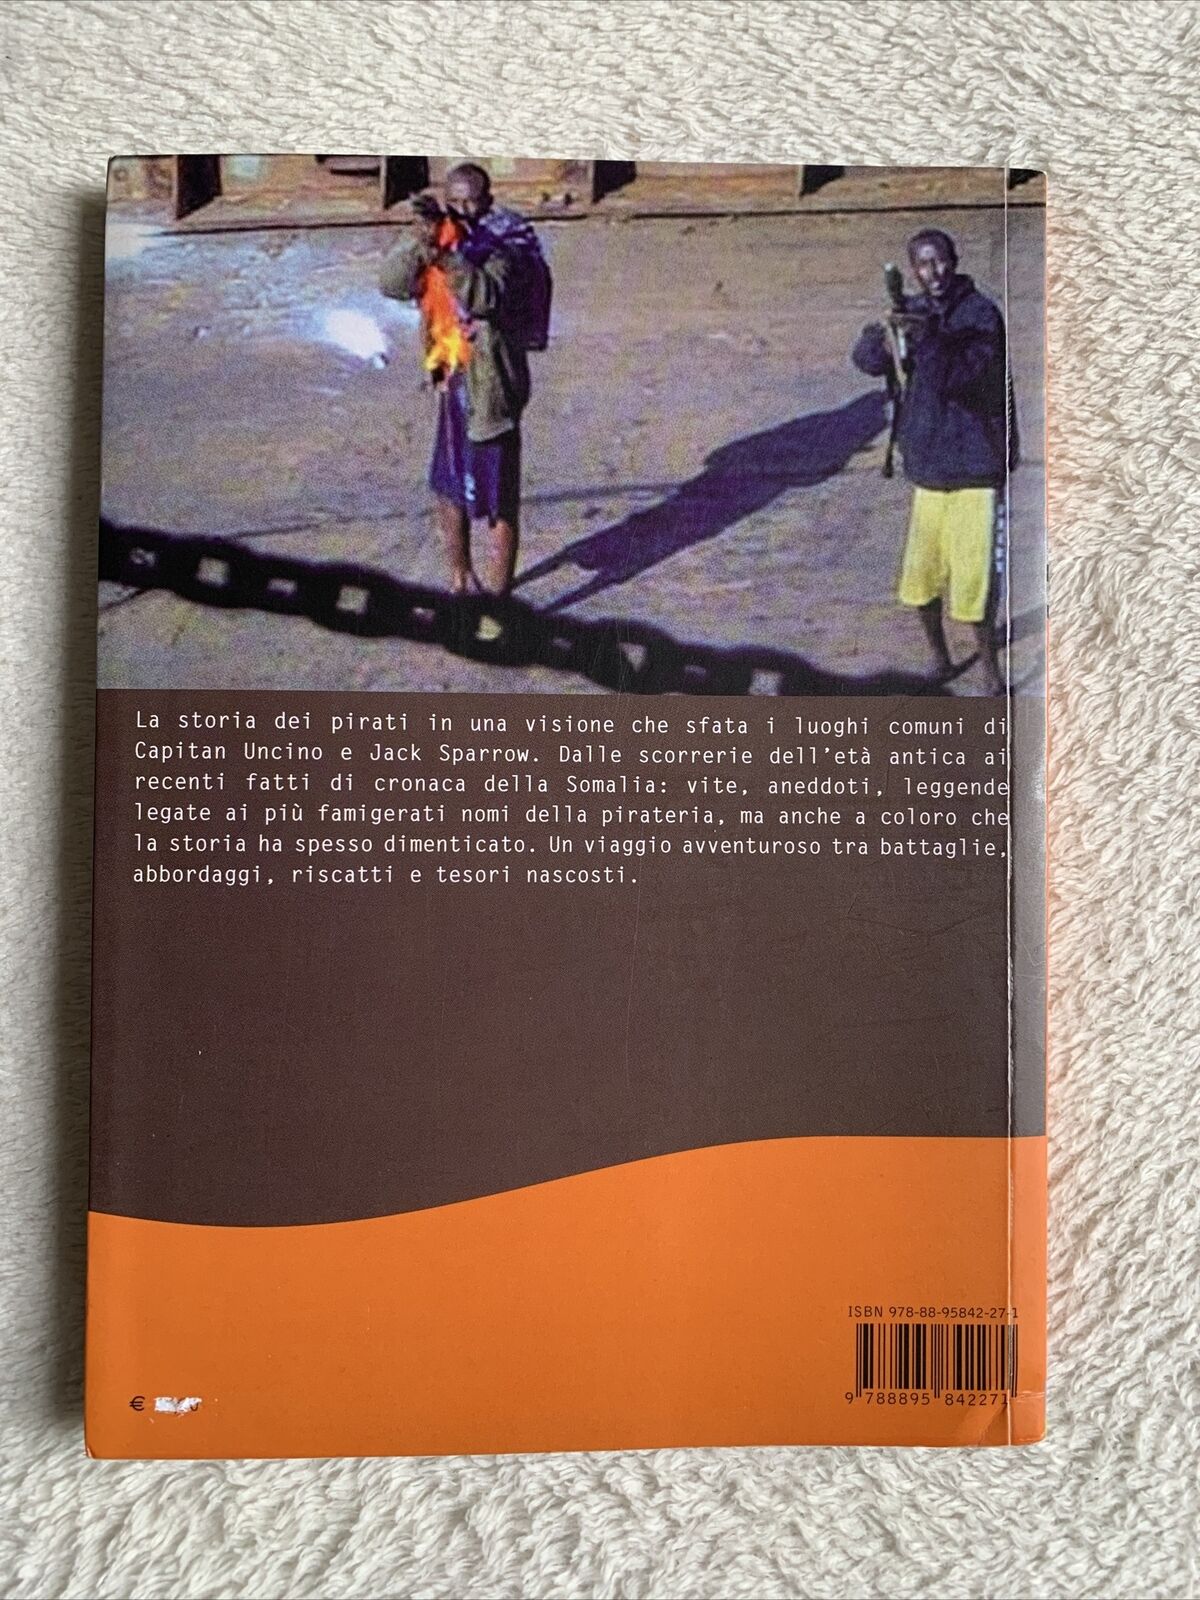 La storia dei pirati in una visione che sfata i luoghi comuni di
Capitan Uncino e Jack Sparrow. Dalle scorrerie dell'età antica ai
recenti fatti di cronaca della Somalia: vite, aneddoti, leggende
legate ai più famigerati nomi della pirateria, ma anche a coloro che
la storia ha spesso dimenticato. Un viaggio avventuroso tra battaglie,
abbordaggi, riscatti e tesori nascosti.
ISBN 978-88-95842-27-1
9 788895 842271
€